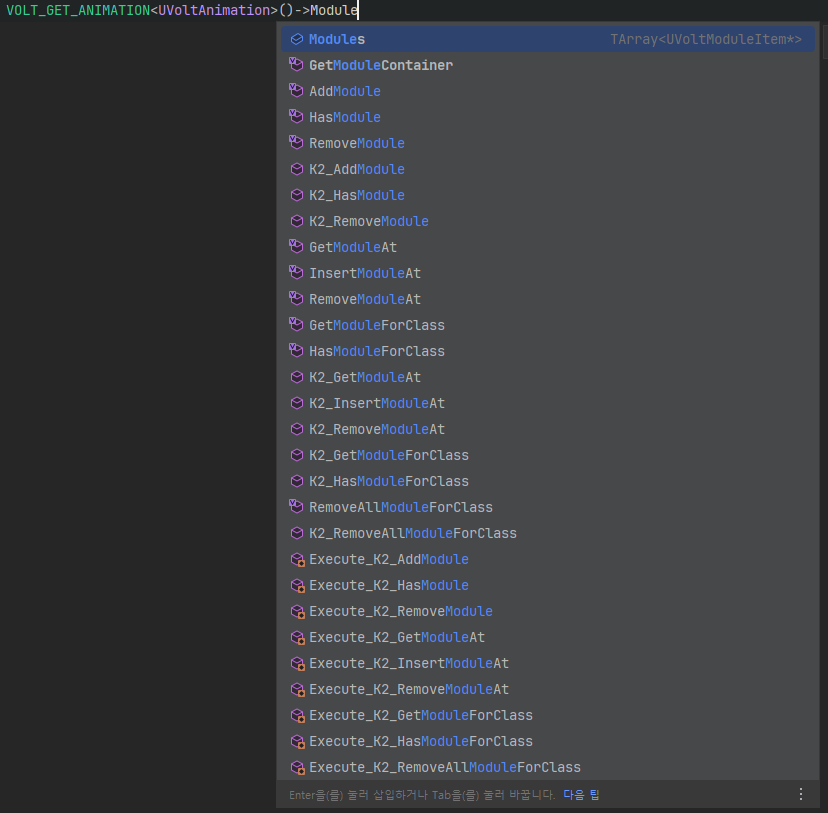 VOLT_GET_ANIMATION<UVoltAnimation>()->Module
Modules TArray<UVoltModuleItem*>
GetModuleContainer
AddModule
HasModule
RemoveModule
K2_AddModule
K2_HasModule
K2_RemoveModule
GetModuleAt
InsertModuleAt
RemoveModuleAt
GetModuleForClass
HasModuleForClass
K2_GetModuleAt
K2_InsertModuleAt
K2_RemoveModuleAt
K2_GetModuleForClass
K2_HasModuleForClass
RemoveAllModuleForClass
K2_RemoveAllModuleForClass
Execute_K2_AddModule
Execute_K2_HasModule
Execute_K2_RemoveModule
Execute_K2_GetModuleAt
Execute_K2_InsertModuleAt
Execute_K2_RemoveModuleAt
Execute_K2_GetModuleForClass
Execute_K2_HasModuleForClass
Execute_K2_RemoveAllModuleForClass
Enter을(를) 눌러 삽입하거나 Tab을(를) 눌러 바꿉니다. 다음 팁